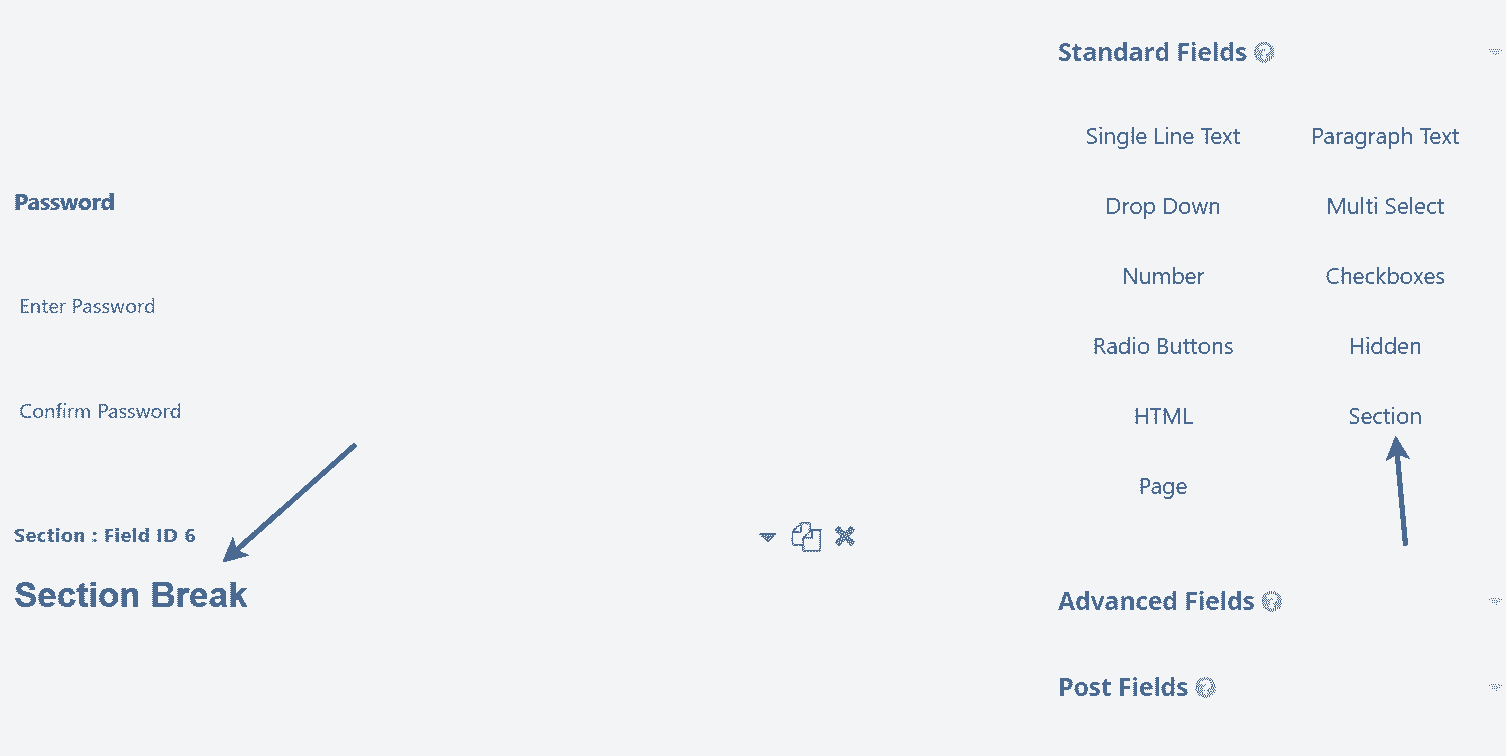 Password
Enter Password
Confirm Password
Section : Field ID 6
Section Break
Standard Fields
Single Line Text Paragraph Text
Drop Down Multi Select
Number Checkboxes
Radio Buttons Hidden
HTML Section
Page
Advanced Fields
Post Fields